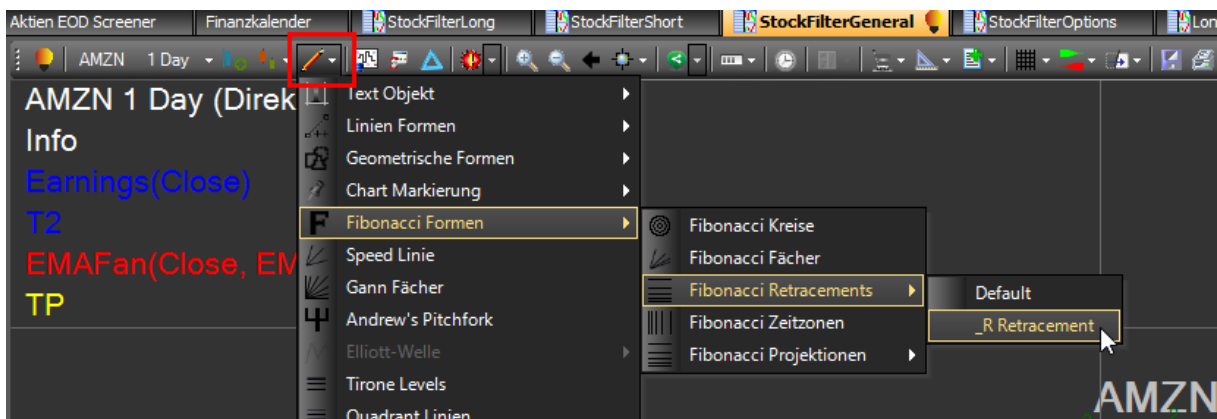 Aktien EOD Screener Finanzkalender StockFilterLong StockFilterShort StockFilterGeneral StockFilterOptions Lon
AMZN 1 Day
AMZN 1 Day (Direk
Info
Earnings(Close)
T2
EMAFan(Close, EM
TP
Text Objekt
Linien Formen
Geometrische Formen
Chart Markierung
Fibonacci Formen
Speed Linie
Gann Fächer
Andrew's Pitchfork
Elliott-Welle
Tirone Levels
Quadrant Linien
Fibonacci Kreise
Fibonacci Fächer
Fibonacci Retracements
Fibonacci Zeitzonen
Fibonacci Projektionen
Default
_R Retracement
AMZN